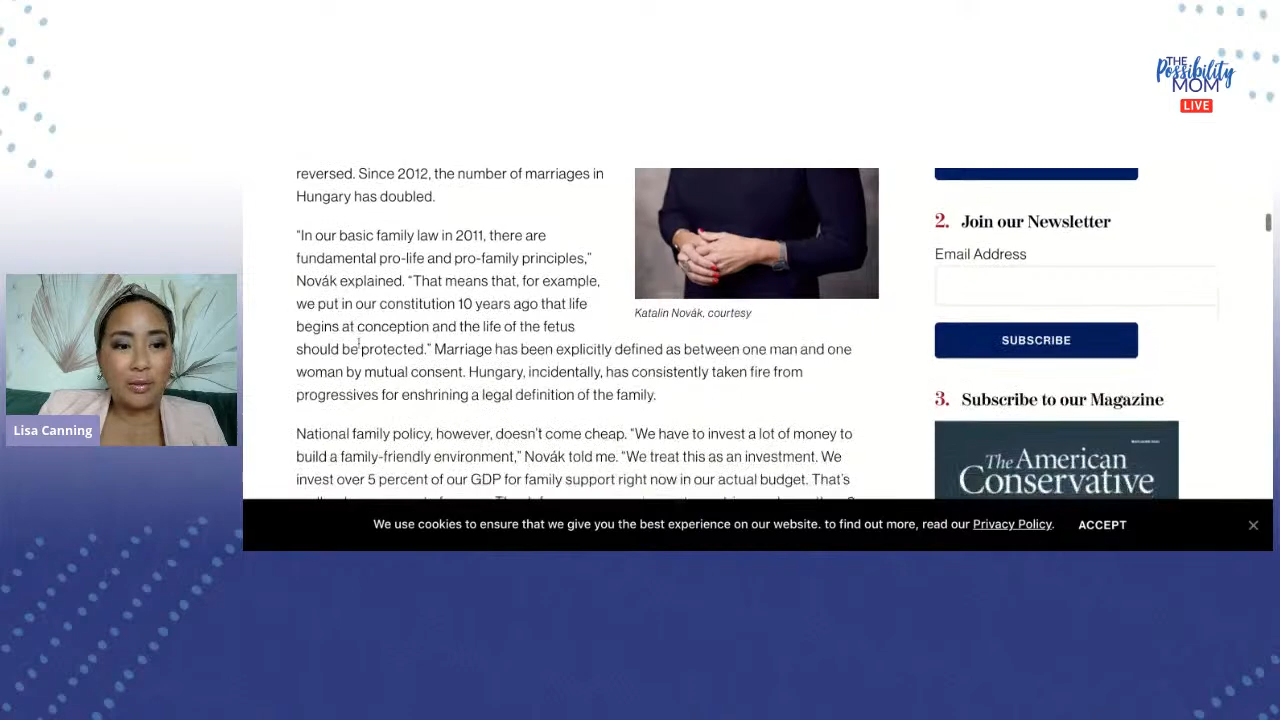 THE
Possibility
MOM
LIVE
reversed. Since 2012, the number of marriages in
Hungary has doubled.
“In our basic family law in 2011, there are
fundamental pro-life and pro-family principles,”
Novák explained. “That means that, for example,
we put in our constitution 10 years ago that life
begins at conception and the life of the fetus
should be protected.” Marriage has been explicitly defined as between one man and one
woman by mutual consent. Hungary, incidentally, has consistently taken fire from
progressives for enshrining a legal definition of the family.
National family policy, however, doesn’t come cheap. “We have to invest a lot of money to
build a family-friendly environment,” Novák told me. “We treat this as an investment. We
invest over 5 percent of our GDP for family support right now in our actual budget. That’s
Katalin Novák, courtesy
2. Join our Newsletter
Email Address
SUBSCRIBE
3. Subscribe to our Magazine
The American
Conservative
Lisa Canning
We use cookies to ensure that we give you the best experience on our website. to find out more, read our Privacy Policy. ACCEPT